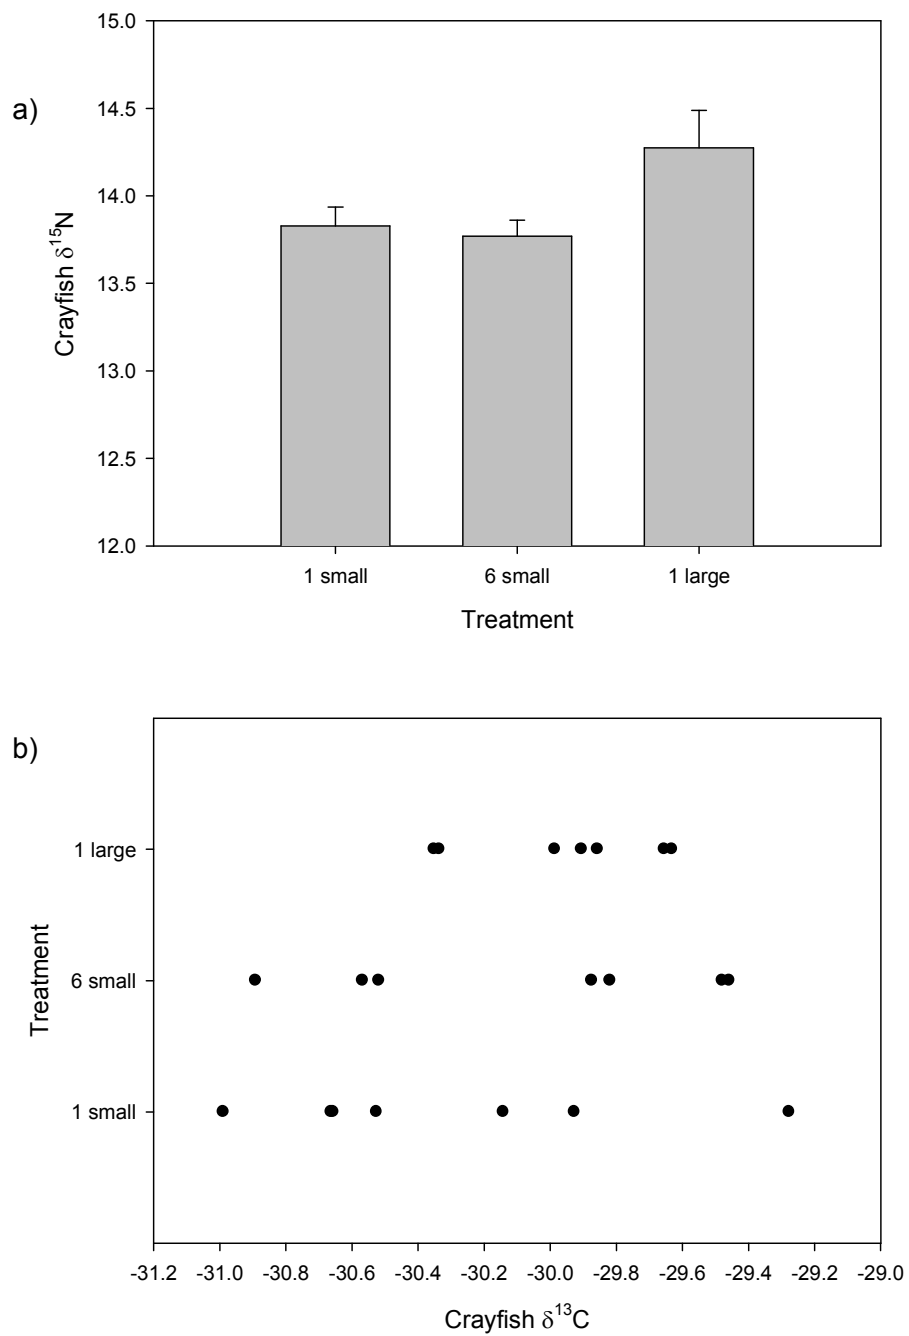 a)
15.0
14.5
14.0
13.5
13.0
12.5
12.0
Crayfish δ¹⁵N
1 small 6 small 1 large
Treatment
b)
1 large
6 small
1 small
Treatment
-31.2 -31.0 -30.8 -30.6 -30.4 -30.2 -30.0 -29.8 -29.6 -29.4 -29.2 -29.0
Crayfish δ¹³C